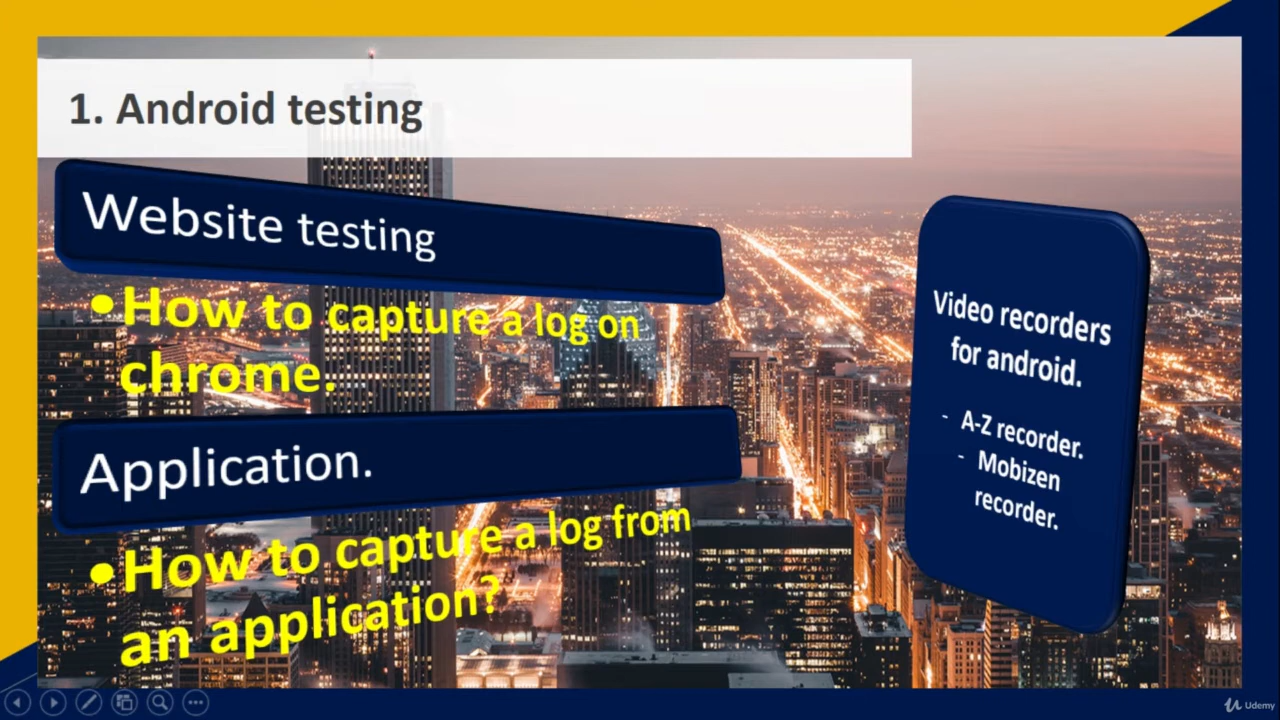 1. Android testing
Website testing
•How to capture a log on
chrome.
Application.
•How to capture a log from
an application?
Video recorders
for android.
- A-Z recorder.
- Mobizen
recorder.
Udemy